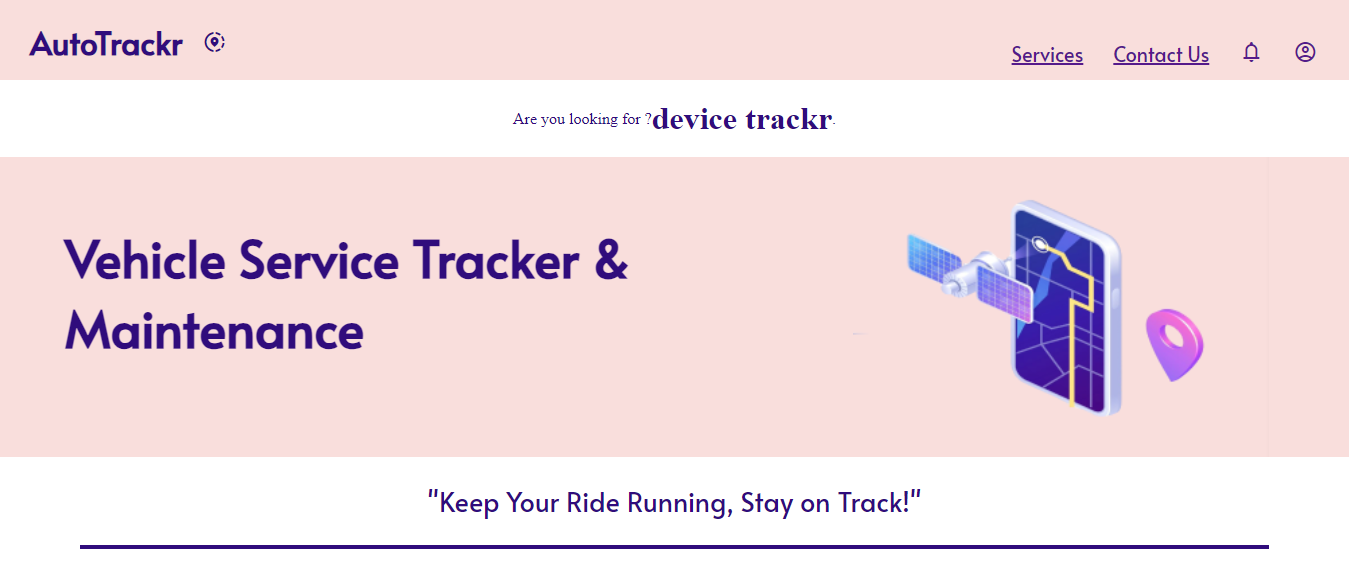 AutoTrackr
Services Contact Us
Are you looking for ?device trackr.
Vehicle Service Tracker &
Maintenance
"Keep Your Ride Running, Stay on Track!"